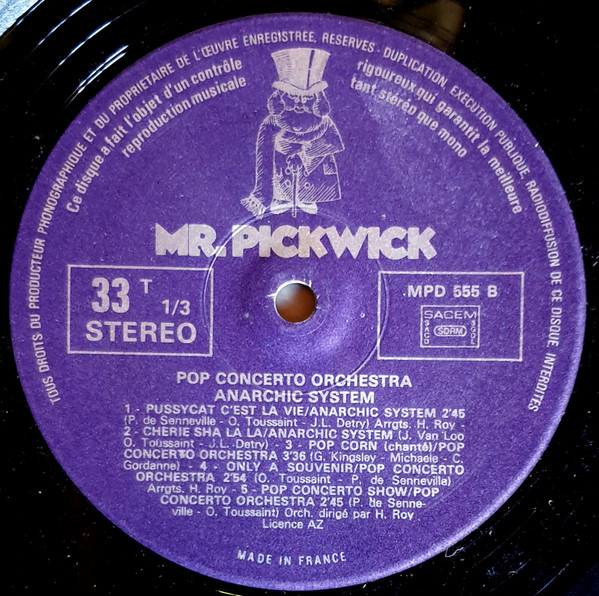 TOUS DROITS DU PRODUCTEUR PHONOGRAPHIQUE ET DU PROPRIETAIRE DE L'ŒUVRE ENREGISTREE, RESERVES - DUPLICATION, EXECUTION PUBLIQUE, RADIODIFFUSION DE CE DISQUE INTERDITES
Ce disque a fait l'objet d'un contrôle
rigoureux qui garantit la meilleure
reproduction musicale
tant stéréo que mono
MR. PICKWICK
33 T 1/3
STEREO
MPD 555 B
SACEM
SACD SDRM SGDL
POP CONCERTO ORCHESTRA
ANARCHIC SYSTEM
1 - PUSSYCAT C'EST LA VIE/ANARCHIC SYSTEM 2'45
(P. de Senneville - O. Toussaint - J.L. Detry) Arrgts. H. Roy -
2 - CHERIE SHA LA LA/ANARCHIC SYSTEM (J. Van Loo
O. Toussaint - J.L. Detry) - 3 - POP CORN (chanté)/POP
CONCERTO ORCHESTRA 3'36 (G. Kingsley - Michaele - C.
Gordanne) - 4 - ONLY A SOUVENIR/POP CONCERTO
ORCHESTRA 2'54 (O. Toussaint - P. de Senneville)
Arrgts. H. Roy - 5 - POP CONCERTO SHOW/POP
CONCERTO ORCHESTRA 2'45 (P. de Senne-
ville - O. Toussaint) Orch. dirigé par H. Roy
Licence AZ
MADE IN FRANCE